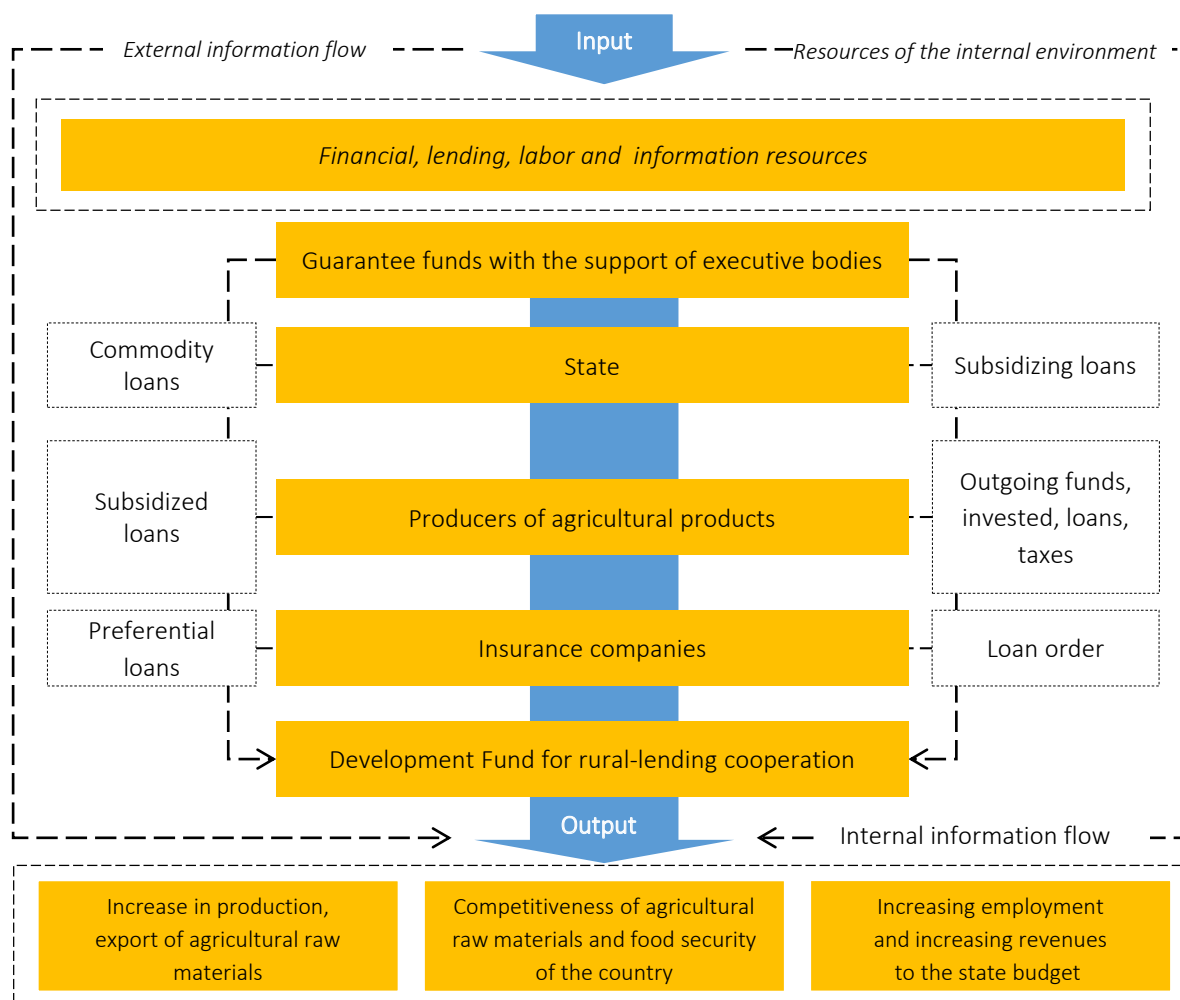 External information flow
Input
Resources of the internal environment
Financial, lending, labor and information resources
Guarantee funds with the support of executive bodies
Commodity
loans
State
Subsidizing loans
Subsidized
loans
Producers of agricultural products
Outgoing funds,
invested, loans,
taxes
Preferential
loans
Insurance companies
Loan order
Development Fund for rural-lending cooperation
Output
Internal information flow
Increase in production,
export of agricultural raw
materials
Competitiveness of agricultural
raw materials and food security
of the country
Increasing employment
and increasing revenues
to the state budget